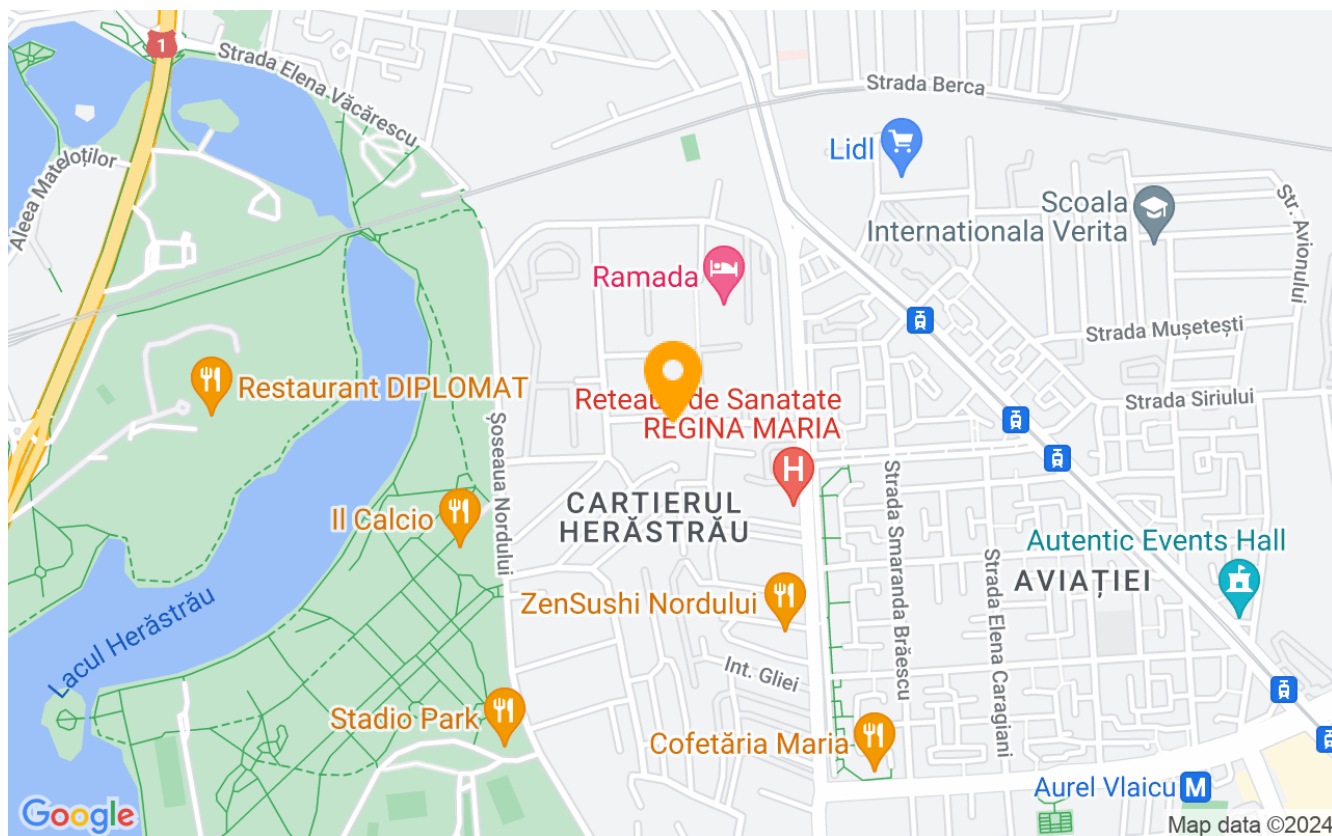 1
Strada Elena Văcărescu
Aleea Mateloților
Strada Berca
Lidl
Scoala
Internationala Verita
Str. Avionului
Ramada
Strada Mușetești
Restaurant DIPLOMAT
Reteaua de Sanatate
REGINA MARIA
H
Strada Siriului
Șoseaua Nordului
Il Calcio
CARTIERUL
HERĂSTRĂU
Strada Smaranda Brăescu
Strada Elena Caragiani
Autentic Events Hall
AVIAȚIEI
ZenSushi Nordului
Lacul Herăstrău
Int. Gliei
Stadio Park
Cofetăria Maria
Aurel Vlaicu M
Google
Map data ©2024